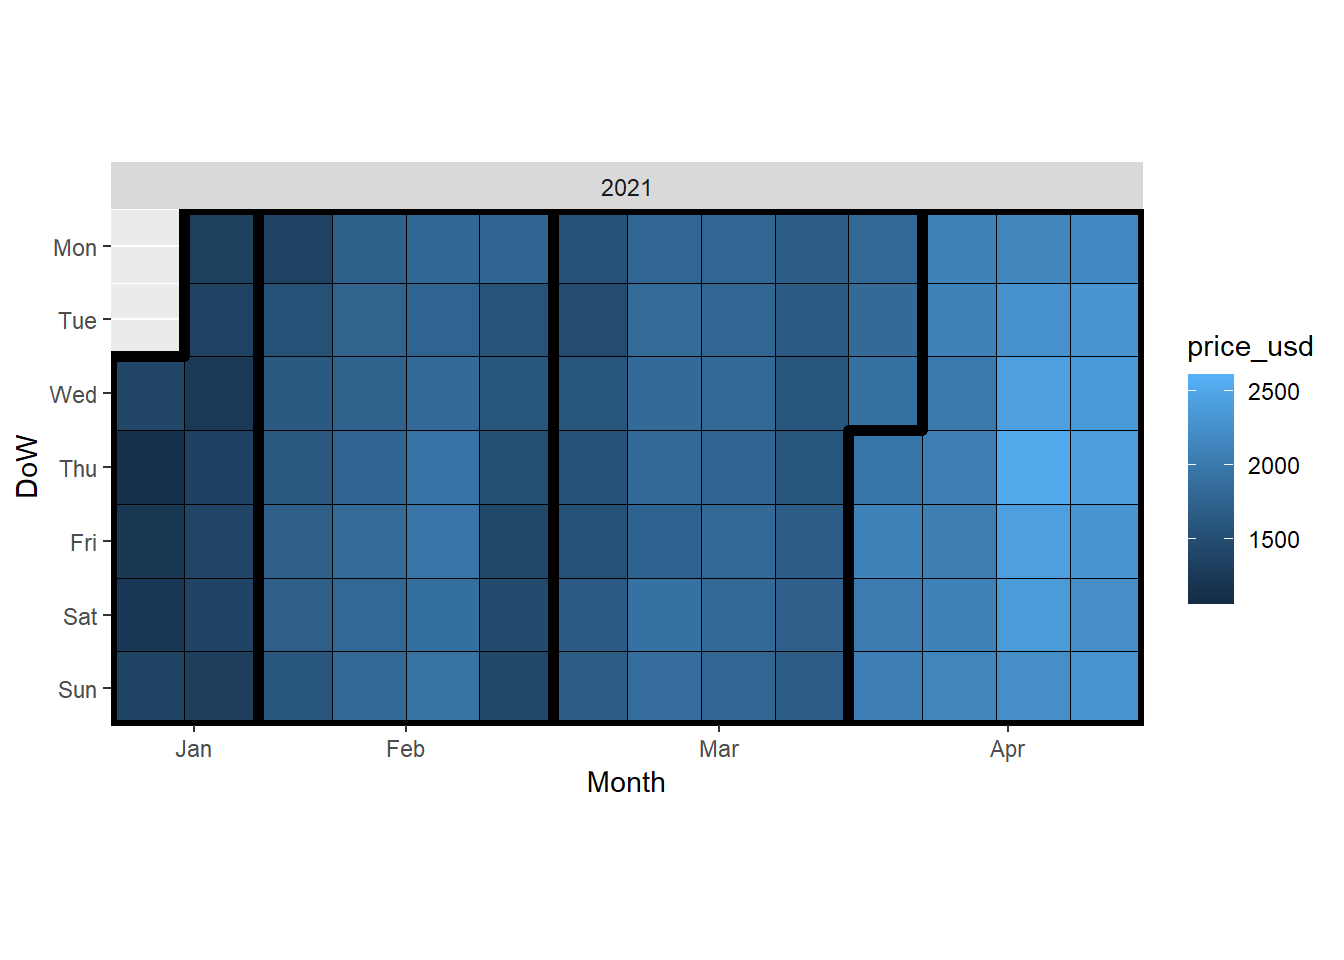 2021
Mon
Tue
Wed
Thu
Fri
Sat
Sun
DoW
Jan Feb Mar Apr
Month
price_usd
2500
2000
1500